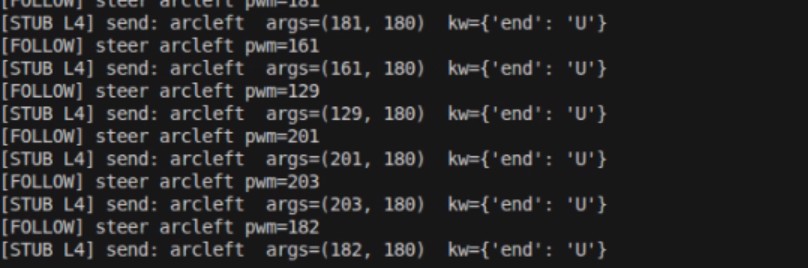 [FOLLOW] steer arcleft pwm=181
[STUB L4] send: arcleft  args=(181, 180)  kw={'end': 'U'}
[FOLLOW] steer arcleft pwm=161
[STUB L4] send: arcleft  args=(161, 180)  kw={'end': 'U'}
[FOLLOW] steer arcleft pwm=129
[STUB L4] send: arcleft  args=(129, 180)  kw={'end': 'U'}
[FOLLOW] steer arcleft pwm=201
[STUB L4] send: arcleft  args=(201, 180)  kw={'end': 'U'}
[FOLLOW] steer arcleft pwm=203
[STUB L4] send: arcleft  args=(203, 180)  kw={'end': 'U'}
[FOLLOW] steer arcleft pwm=182
[STUB L4] send: arcleft  args=(182, 180)  kw={'end': 'U'}